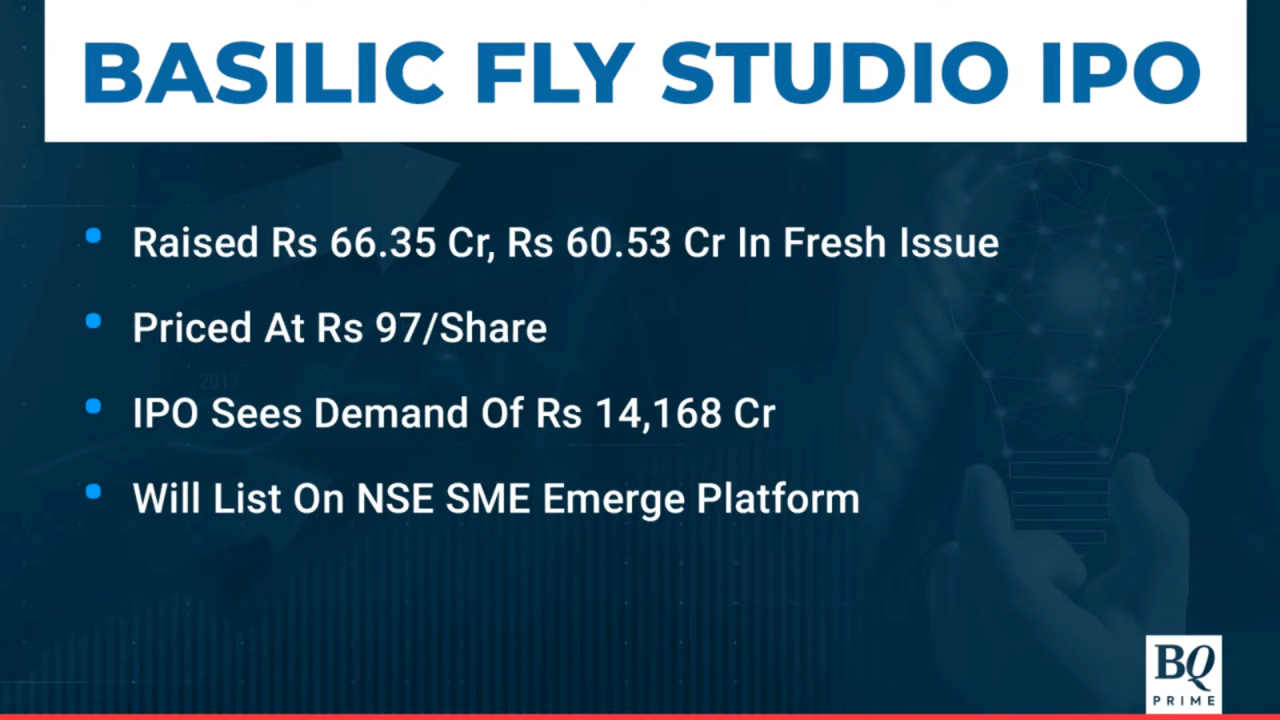 BASILIC FLY STUDIO IPO
Raised Rs 66.35 Cr, Rs 60.53 Cr In Fresh Issue
Priced At Rs 97/Share
2017
IPO Sees Demand Of Rs 14,168 Cr
Will List On NSE SME Emerge Platform
BQ
PRIME